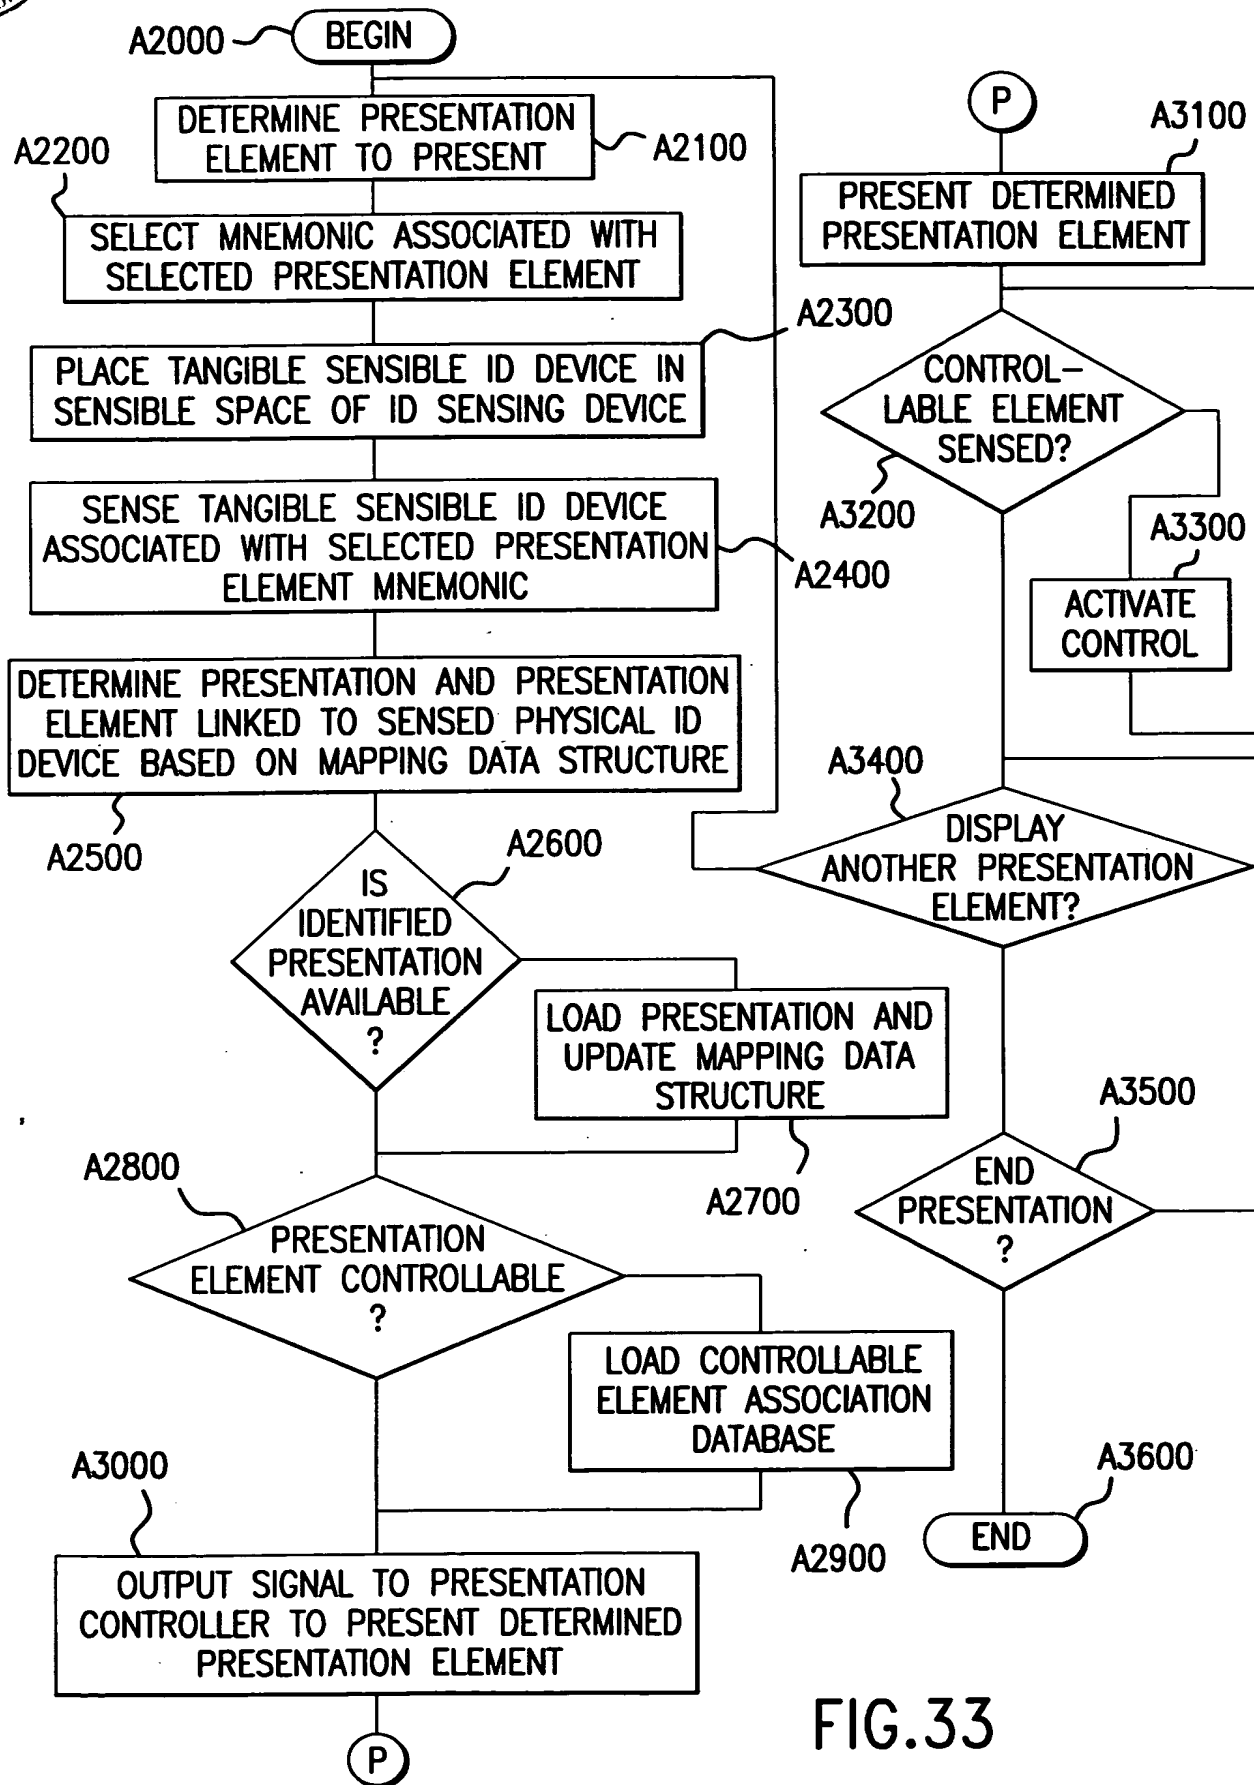 A2000
BEGIN
DETERMINE PRESENTATION
ELEMENT TO PRESENT
A2100
A2200
SELECT MNEMONIC ASSOCIATED WITH
SELECTED PRESENTATION ELEMENT
A2300
PLACE TANGIBLE SENSIBLE ID DEVICE IN
SENSIBLE SPACE OF ID SENSING DEVICE
SENSE TANGIBLE SENSIBLE ID DEVICE
ASSOCIATED WITH SELECTED PRESENTATION
ELEMENT MNEMONIC
A2400
DETERMINE PRESENTATION AND PRESENTATION
ELEMENT LINKED TO SENSED PHYSICAL ID
DEVICE BASED ON MAPPING DATA STRUCTURE
A2500
A2600
IS
IDENTIFIED
PRESENTATION
AVAILABLE
?
LOAD PRESENTATION AND
UPDATE MAPPING DATA
STRUCTURE
A2700
A2800
PRESENTATION
ELEMENT CONTROLLABLE
?
LOAD CONTROLLABLE
ELEMENT ASSOCIATION
DATABASE
A2900
A3000
OUTPUT SIGNAL TO PRESENTATION
CONTROLLER TO PRESENT DETERMINED
PRESENTATION ELEMENT
P
P
A3100
PRESENT DETERMINED
PRESENTATION ELEMENT
CONTROL-
LABLE ELEMENT
SENSED?
A3200
A3300
ACTIVATE
CONTROL
A3400
DISPLAY
ANOTHER PRESENTATION
ELEMENT?
A3500
END
PRESENTATION
?
A3600
END
FIG.33